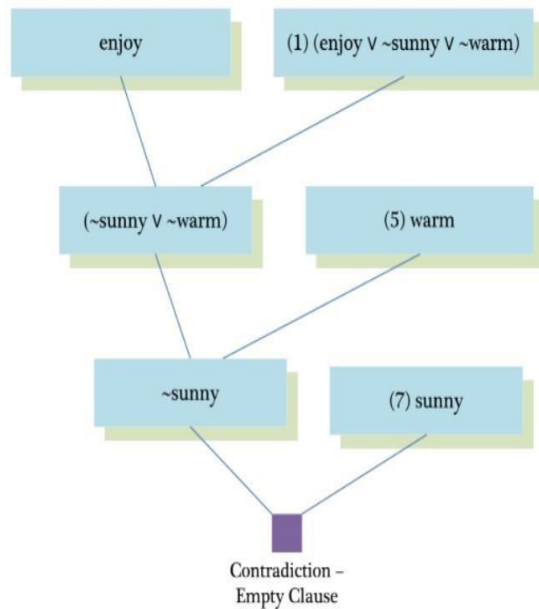 enjoy
(1) (enjoy V ~sunny V ~warm)
(~sunny V ~warm)
(5) warm
~sunny
(7) sunny
Contradiction –
Empty Clause